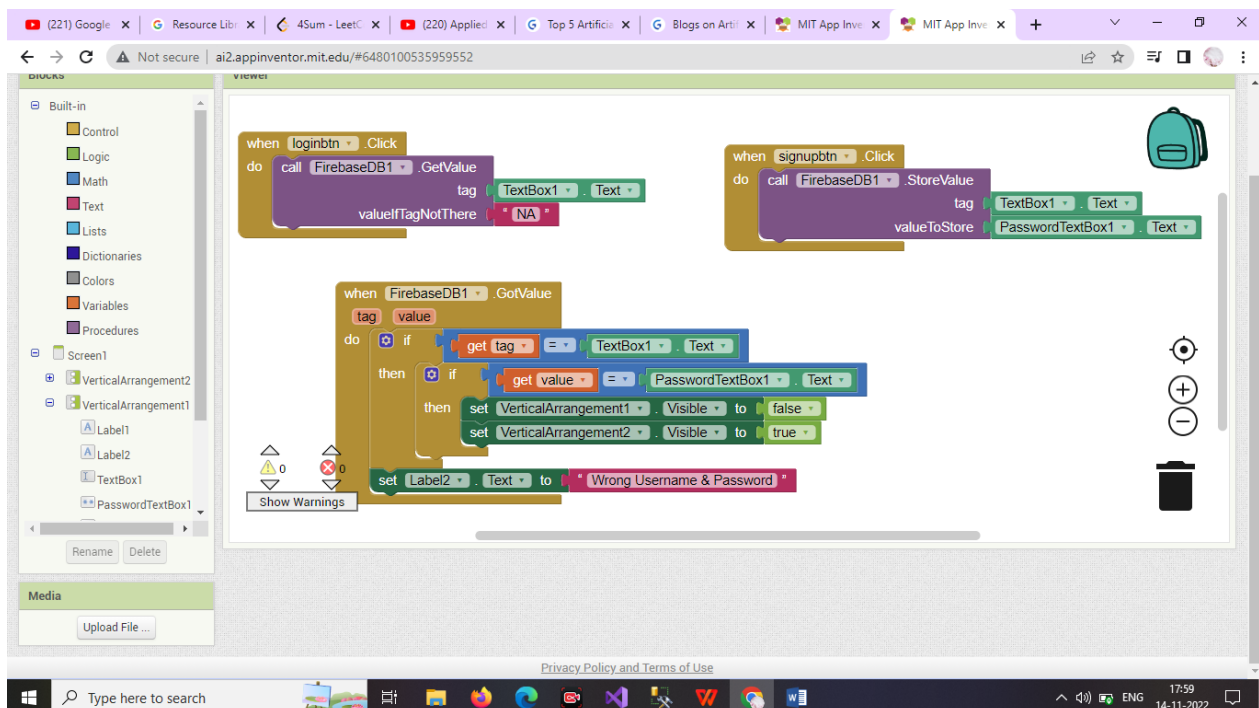 (221) Google
Resource Libr
4Sum - LeetC
(220) Applied
Top 5 Artificia
Blogs on Artif
MIT App Inve
MIT App Inve
Not secure | ai2.appinventor.mit.edu/#6480100535959552
Blocks
Viewer
Built-in
Control
Logic
Math
Text
Lists
Dictionaries
Colors
Variables
Procedures
Screen1
VerticalArrangement2
VerticalArrangement1
Label1
Label2
TextBox1
PasswordTextBox1
Rename Delete
Media
Upload File ...
when loginbtn .Click
do call FirebaseDB1 .GetValue
tag TextBox1 . Text
valueIfTagNotThere " NA "
when signupbtn .Click
do call FirebaseDB1 .StoreValue
tag TextBox1 . Text
valueToStore PasswordTextBox1 . Text
when FirebaseDB1 .GotValue
tag value
do if get tag = TextBox1 . Text
then if get value = PasswordTextBox1 . Text
then set VerticalArrangement1 . Visible to false
set VerticalArrangement2 . Visible to true
set Label2 . Text to " Wrong Username & Password "
0 0
Show Warnings
Privacy Policy and Terms of Use
Type here to search
ENG
17:59
14-11-2022